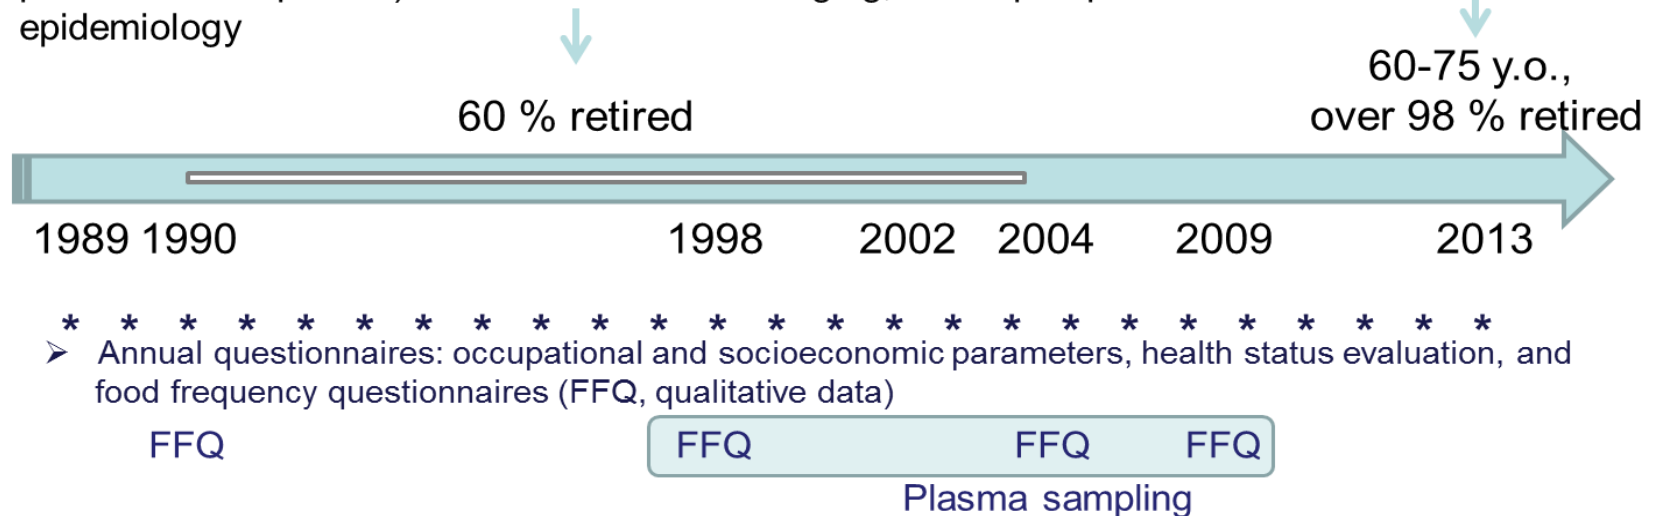 epidemiology
60 % retired
60-75 y.o.,
over 98 % retired
1989 1990 1998 2002 2004 2009 2013
* * * * * * * * * * * * * * * * * * * * * * * * *
➢ Annual questionnaires: occupational and socioeconomic parameters, health status evaluation, and
food frequency questionnaires (FFQ, qualitative data)
FFQ FFQ FFQ FFQ
Plasma sampling